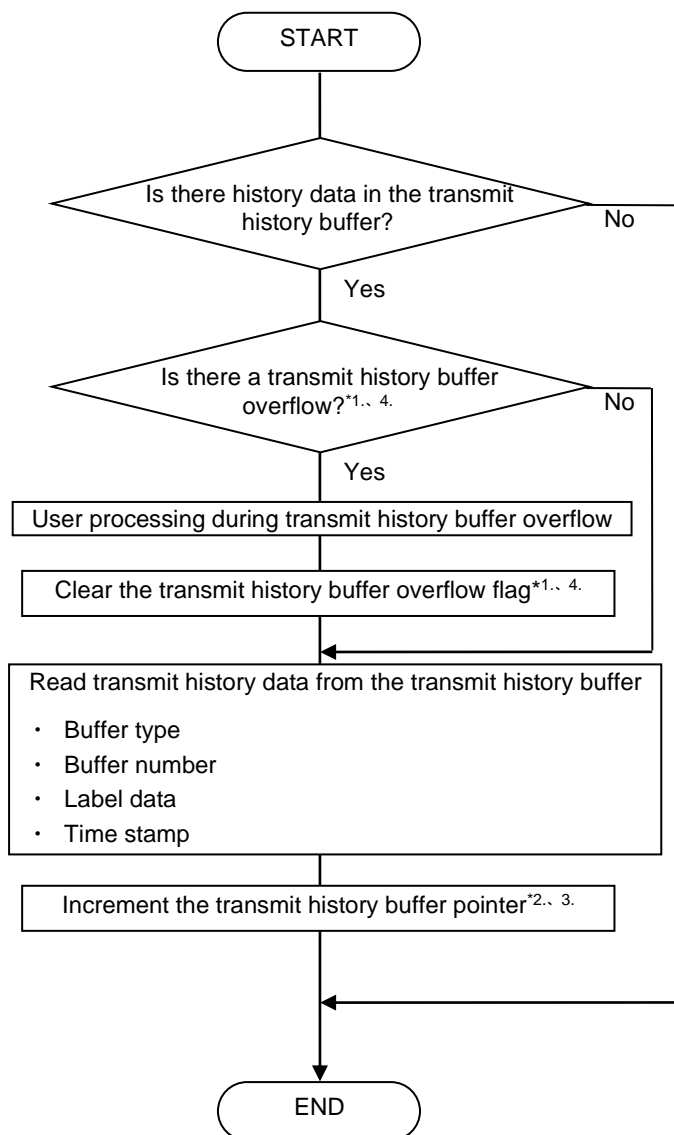 START
Is there history data in the transmit
history buffer?
No
Yes
Is there a transmit history buffer
overflow?*1.、 4.
No
Yes
User processing during transmit history buffer overflow
Clear the transmit history buffer overflow flag*1.、 4.
Read transmit history data from the transmit history buffer
・ Buffer type
・ Buffer number
・ Label data
・ Time stamp
Increment the transmit history buffer pointer*2.、 3.
END